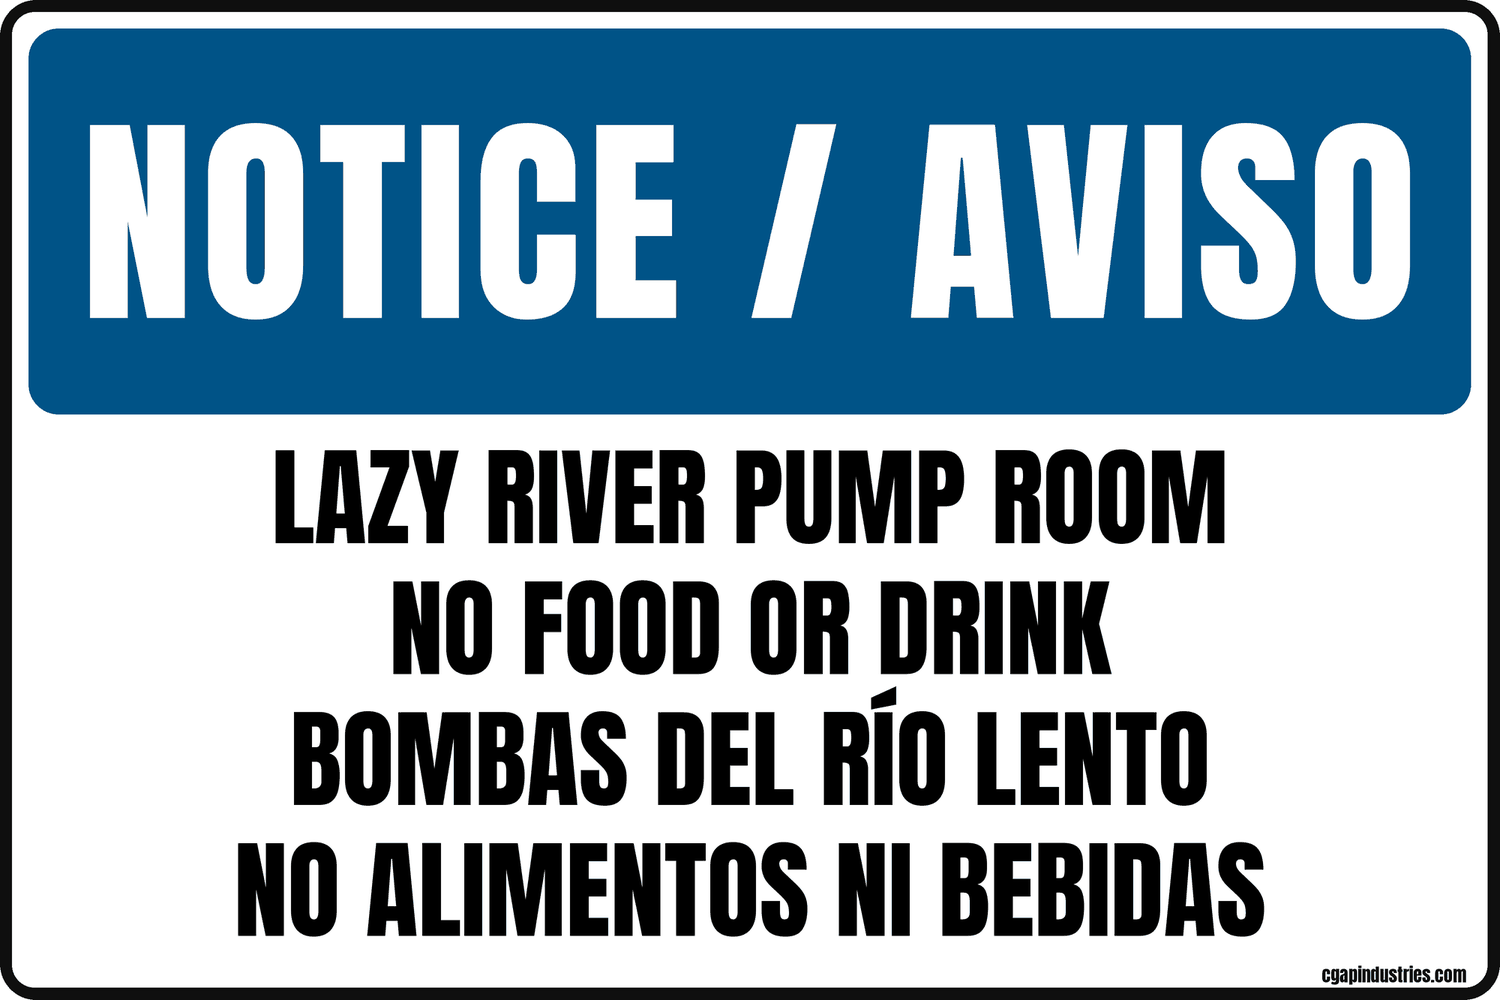 NOTICE / AVISO
LAZY RIVER PUMP ROOM
NO FOOD OR DRINK
BOMBAS DEL RÍO LENTO
NO ALIMENTOS NI BEBIDAS
cgapindustries.com